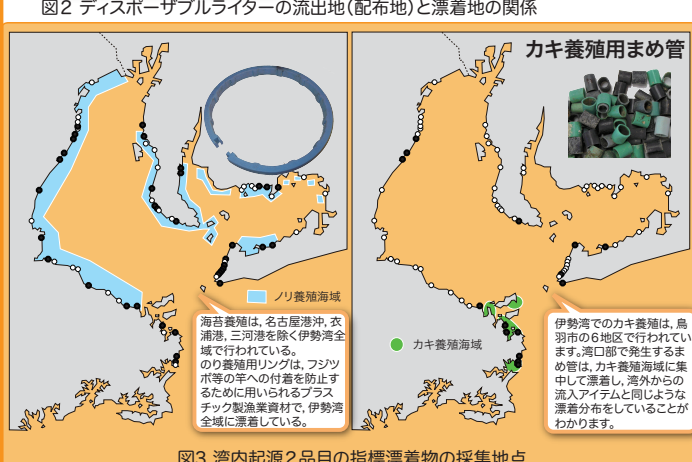 図2 ディスポーザブルライターの流出地(配布地)と漂着地の関係
ノリ養殖海域
海苔養殖は,名古屋港沖,衣
浦港,三河港を除く伊勢湾全
域で行われている。
のり養殖用リングは,フジツ
ボ等の竿への付着を防止す
るために用いられるプラス
チック製漁業資材で,伊勢湾
全域に漂着している。
カキ養殖用まめ管
カキ養殖海域
伊勢湾でのカキ養殖は,鳥
羽市の6地区で行われてい
ます。湾口部で発生するま
め管は,カキ養殖海域に集
中して漂着し,湾外からの
流入アイテムと同じような
漂着分布をしていることが
わかります。
図3 湾内起源2品目の指標漂着物の採集地点